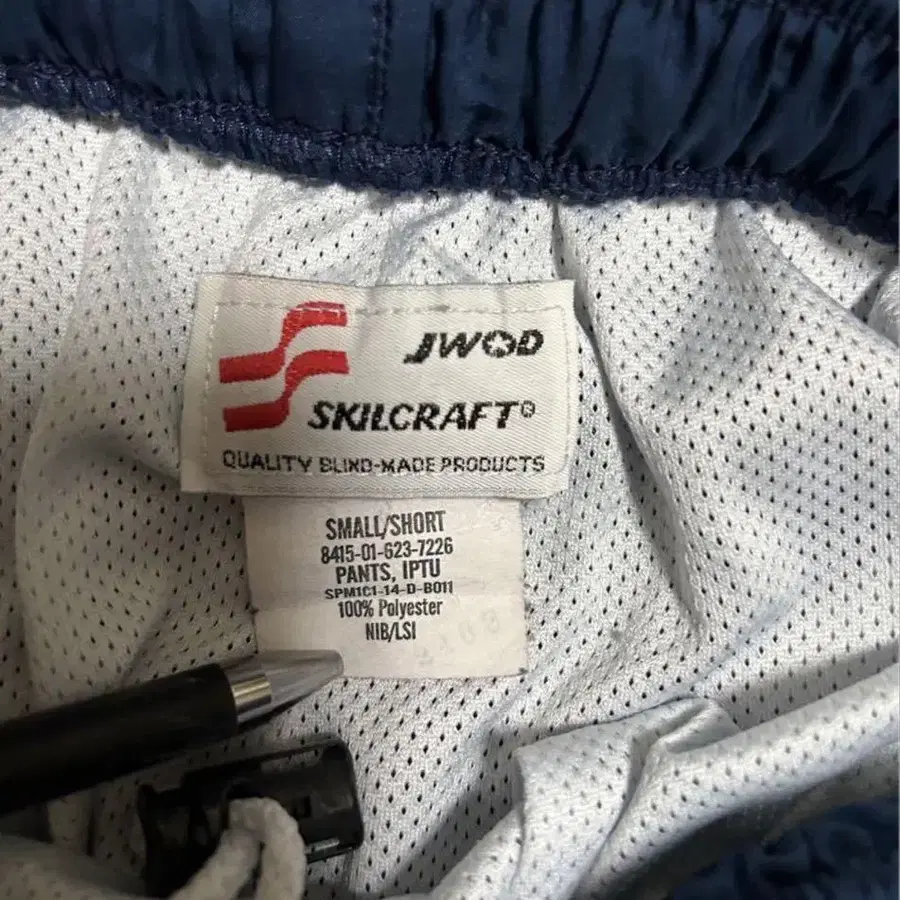 JWOD
SKILCRAFT®
QUALITY BLIND-MADE PRODUCTS
SMALL/SHORT
8415-01-623-7226
PANTS, IPTU
SPM1C1-14-D-B011
100% Polyester
NIB/LSI